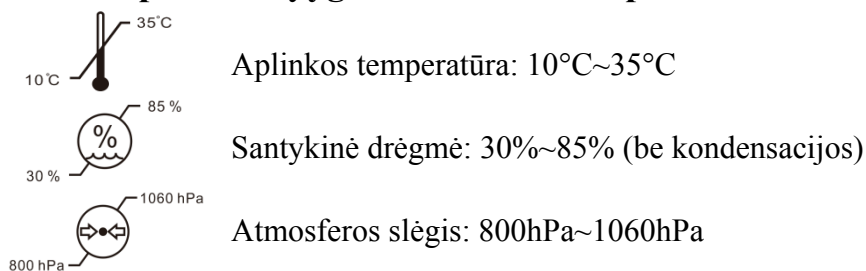 35°C
10°C
Aplinkos temperatūra: 10°C~35°C
85 %
%
30 %
Santykinė drėgmė: 30%~85% (be kondensacijos)
1060 hPa
800 hPa
Atmosferos slėgis: 800hPa~1060hPa